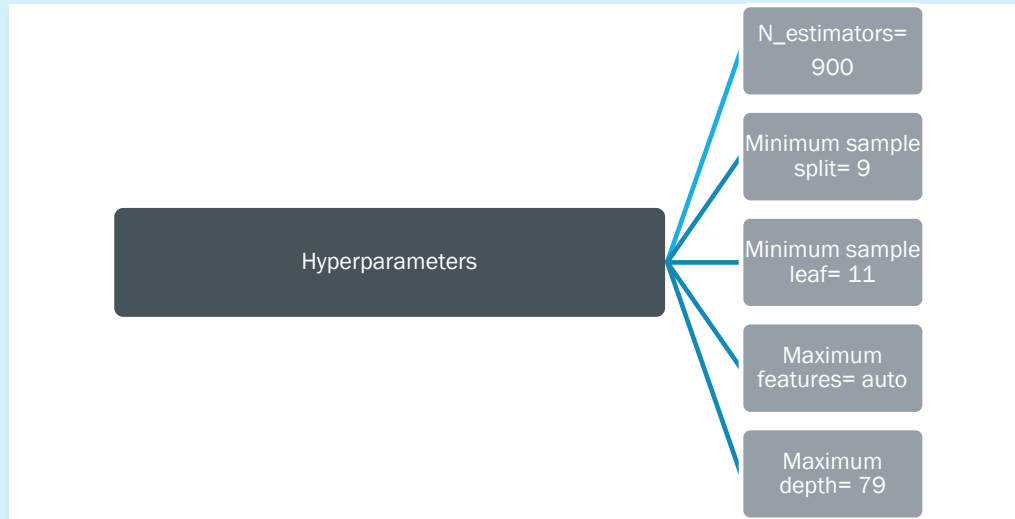 Hyperparameters
N_estimators=
900
Minimum sample
split= 9
Minimum sample
leaf= 11
Maximum
features= auto
Maximum
depth= 79